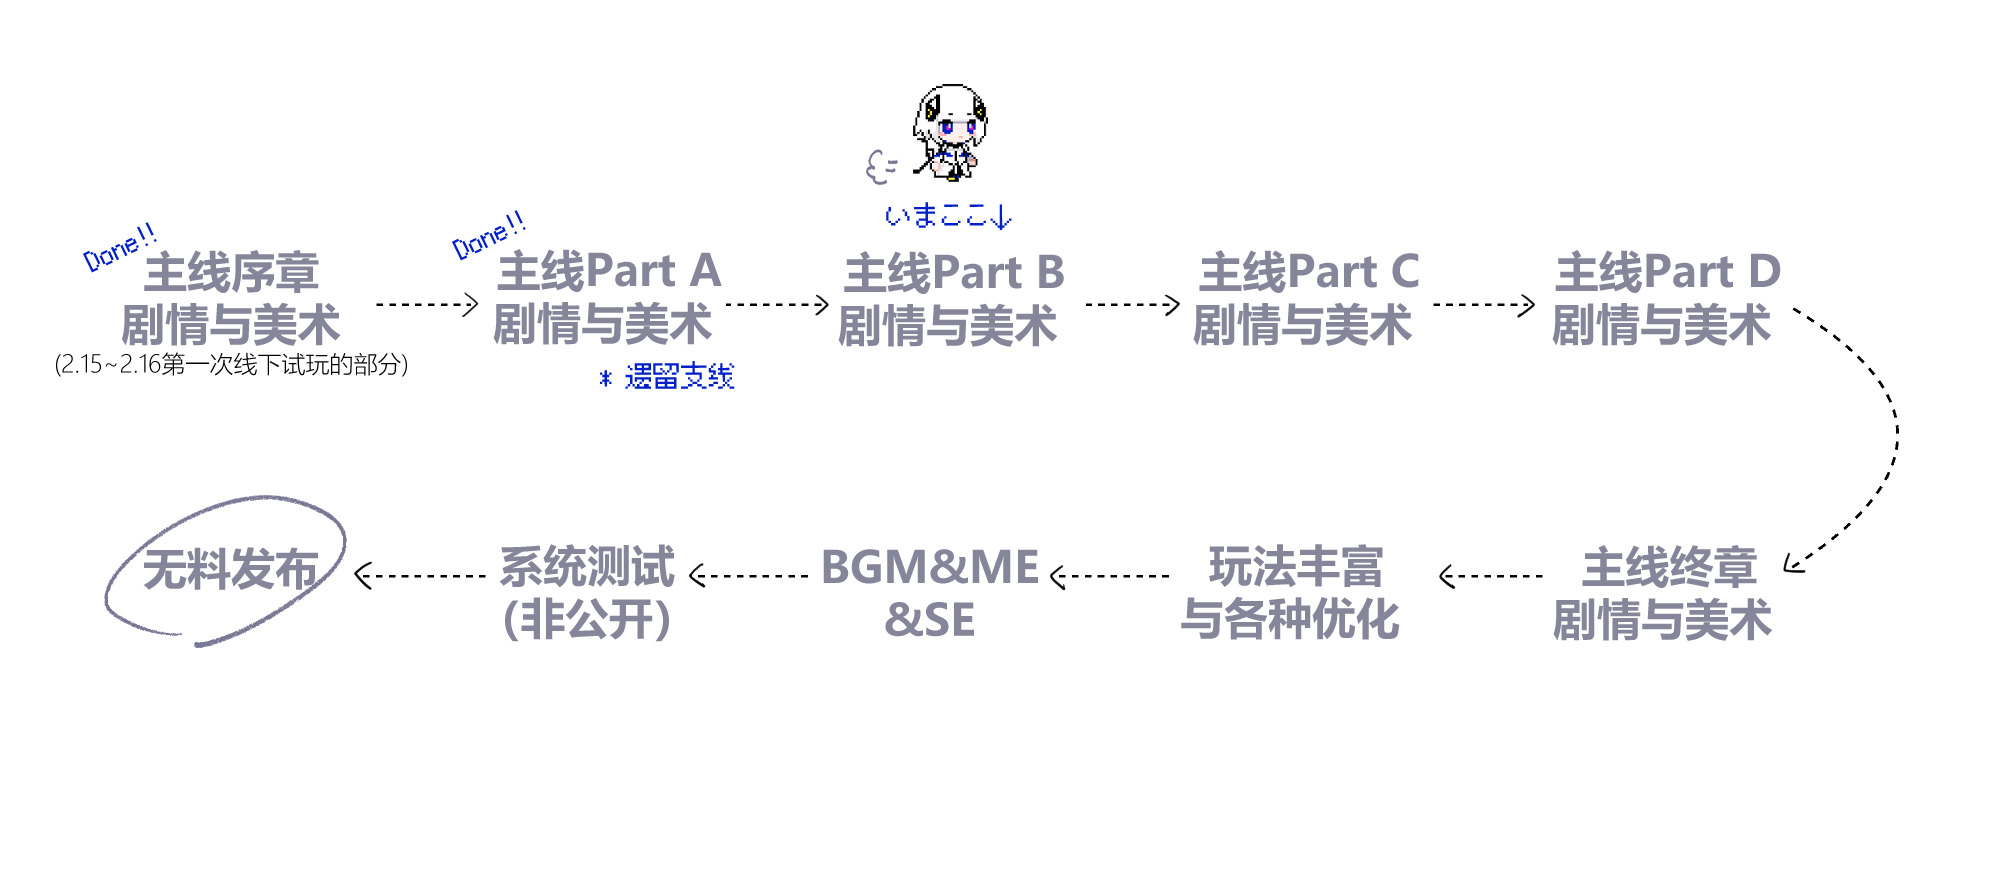 いまここ↓
Done!!
主线序章
剧情与美术
(2.15~2.16第一次线下试玩的部分)
Done!!
主线Part A
剧情与美术
* 遗留支线
主线Part B
剧情与美术
主线Part C
剧情与美术
主线Part D
剧情与美术
主线终章
剧情与美术
玩法丰富
与各种优化
BGM&ME
&SE
系统测试
(非公开)
无料发布